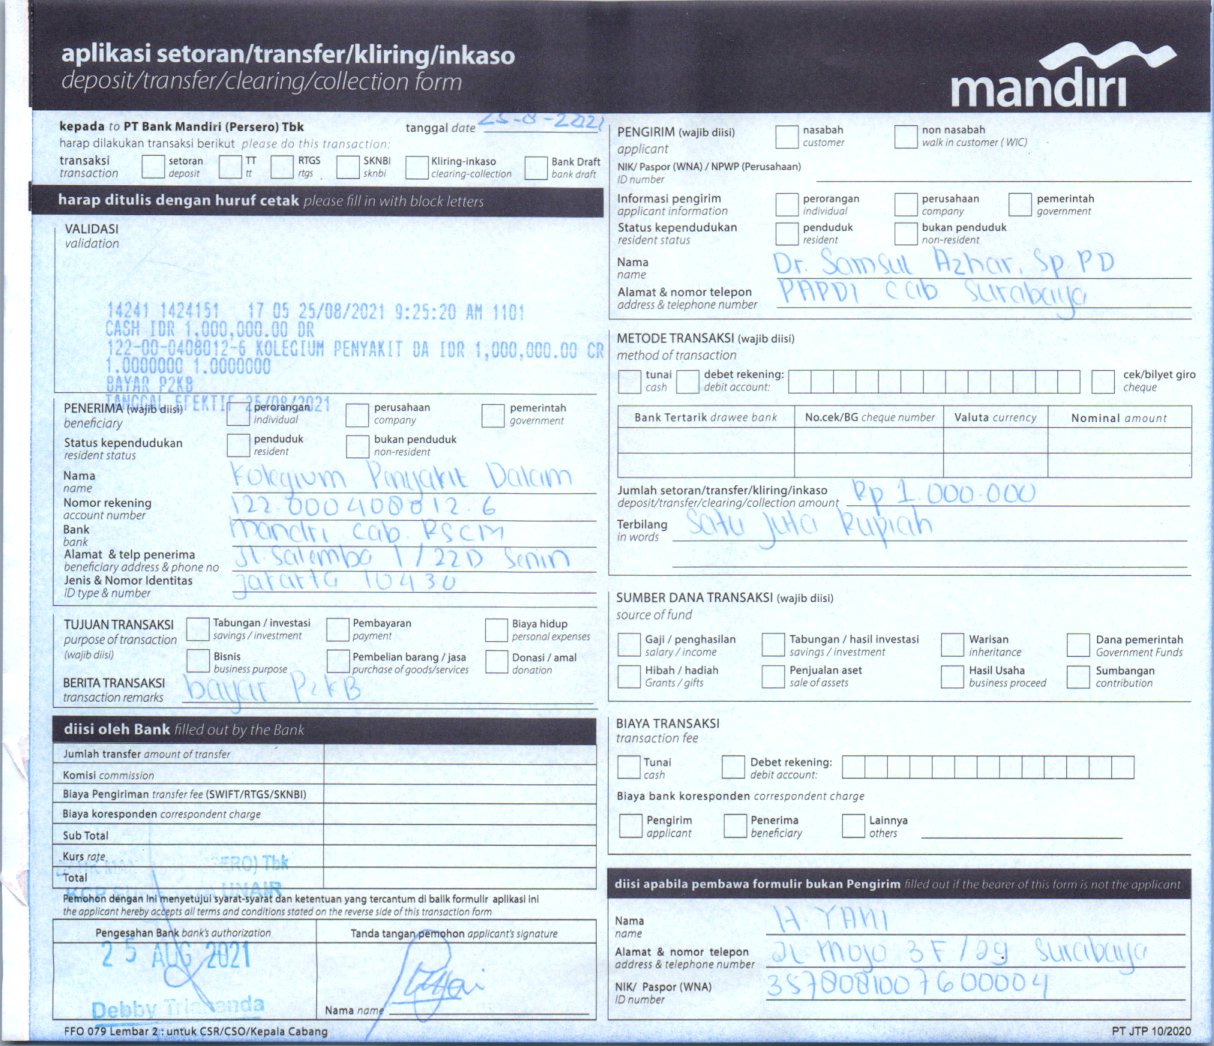 aplikasi setoran/transfer/kliring/inkaso
deposit/transfer/clearing/collection form
mandiri
kepada to PT Bank Mandiri (Persero) Tbk
tanggal date 25-8-2021
harap dilakukan transaksi berikut please do this transaction:
transaksi
transaction
setoran
deposit
TT
tt
RTGS
rtgs
SKNBI
sknbi
Kliring-inkaso
clearing-collection
Bank Draft
bank draft
harap ditulis dengan huruf cetak please fill in with block letters
VALIDASI
validation
14241 1424151 17 05 25/08/2021 9:25:20 AM 1101
CASH IDR 1,000,000.00 DR
122-00-0408012-6 KOLEGIUM PENYAKIT DA IDR 1,000,000.00 CR
1.0000000 1.0000000
BAYAR P2KB
TANGGAL EFEKTIF 25/08/2021
PENERIMA (wajib diisi)
beneficiary
perorangan
individual
perusahaan
company
pemerintah
government
Status kependudukan
resident status
penduduk
resident
bukan penduduk
non-resident
Nama
name
Kolegium Penyakit Dalam
Nomor rekening
account number
122.000408012.6
Bank
bank
Mandiri Cab. RSCM
Alamat & telp penerima
beneficiary address & phone no
Jl. Salemba 1/22D Senin
Jenis & Nomor Identitas
ID type & number
Jakarta 10430
TUJUAN TRANSAKSI
purpose of transaction
(wajib diisi)
Tabungan / investasi
savings / investment
Pembayaran
payment
Biaya hidup
personal expenses
Bisnis
business purpose
Pembelian barang / jasa
purchase of goods/services
Donasi / amal
donation
BERITA TRANSAKSI
transaction remarks
bayar P2KB
diisi oleh Bank filled out by the Bank
Jumlah transfer amount of transfer
Komisi commission
Biaya Pengiriman transfer fee (SWIFT/RTGS/SKNBI)
Biaya koresponden correspondent charge
Sub Total
Kurs rate
Total
Pemohon dengan ini menyetujui syarat-syarat dan ketentuan yang tercantum di balik formulir aplikasi ini
the applicant hereby accepts all terms and conditions stated on the reverse side of this transaction form
Pengesahan Bank bank's authorization
Tanda tangan pemohon applicant's signature
25 AUG 2021
Debby
Nama name
FFO 079 Lembar 2 : untuk CSR/CSO/Kepala Cabang
PENGIRIM (wajib diisi)
applicant
nasabah
customer
non nasabah
walk in customer ( WIC)
NIK/ Paspor (WNA) / NPWP (Perusahaan)
ID number
Informasi pengirim
applicant information
perorangan
individual
perusahaan
company
pemerintah
government
Status kependudukan
resident status
penduduk
resident
bukan penduduk
non-resident
Nama
name
Dr. Samsul Azhar, Sp.PD
Alamat & nomor telepon
address & telephone number
PAPDI Cab Surabaya
METODE TRANSAKSI (wajib diisi)
method of transaction
tunai
cash
debet rekening:
debit account:
cek/bilyet giro
cheque
Bank Tertarik drawee bank
No.cek/BG cheque number
Valuta currency
Nominal amount
Jumlah setoran/transfer/kliring/inkaso
deposit/transfer/clearing/collection amount
Rp 1.000.000
Terbilang
in words
Satu Juta Rupiah
SUMBER DANA TRANSAKSI (wajib diisi)
source of fund
Gaji / penghasilan
salary / income
Tabungan / hasil investasi
savings / investment
Warisan
inheritance
Dana pemerintah
Government Funds
Hibah / hadiah
Grants / gifts
Penjualan aset
sale of assets
Hasil Usaha
business proceed
Sumbangan
contribution
BIAYA TRANSAKSI
transaction fee
Tunai
cash
Debet rekening:
debit account:
Biaya bank koresponden correspondent charge
Pengirim
applicant
Penerima
beneficiary
Lainnya
others
diisi apabila pembawa formulir bukan Pengirim filled out if the bearer of this form is not the applicant
Nama
name
H. YANI
Alamat & nomor telepon
address & telephone number
Jl. Mojo 3F/29 Surabaya
NIK/ Paspor (WNA)
ID number
3578081007600004
PT JTP 10/2020